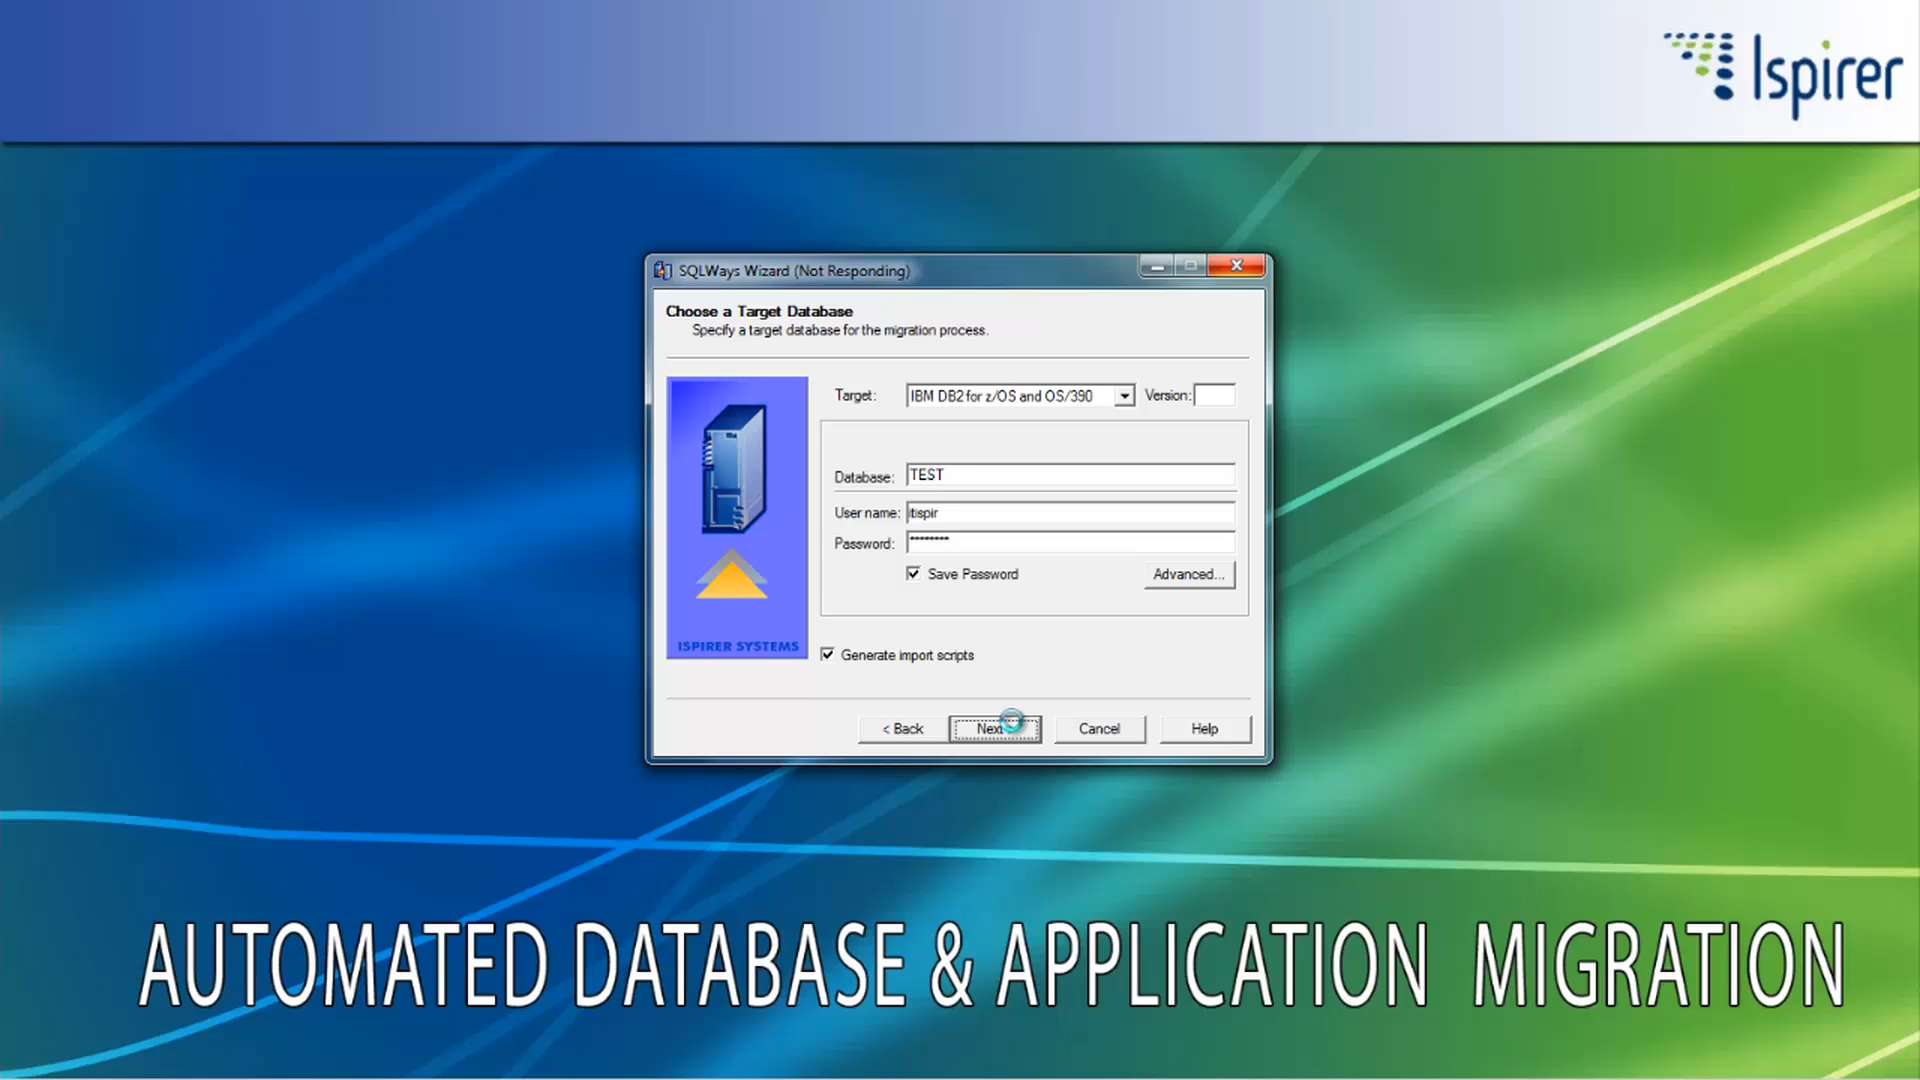 Ispirer
SQLWays Wizard (Not Responding)
Choose a Target Database
Specify a target database for the migration process.
Target: IBM DB2 for z/OS and OS/390 Version:
Database: TEST
User name: itispir
Password: ********
Save Password Advanced...
ISPIRER SYSTEMS
Generate import scripts
< Back Next Cancel Help
AUTOMATED DATABASE & APPLICATION MIGRATION